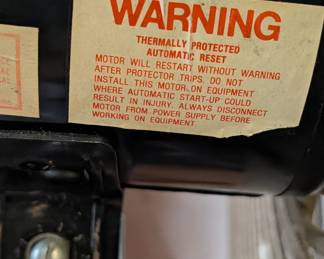 WARNING
THERMALLY PROTECTED
AUTOMATIC RESET
MOTOR WILL RESTART WITHOUT WARNING
AFTER PROTECTOR TRIPS. DO NOT
INSTALL THIS MOTOR ON EQUIPMENT
WHERE AUTOMATIC START-UP COULD
RESULT IN INJURY. ALWAYS DISCONNECT
MOTOR FROM POWER SUPPLY BEFORE
WORKING ON EQUIPMENT.